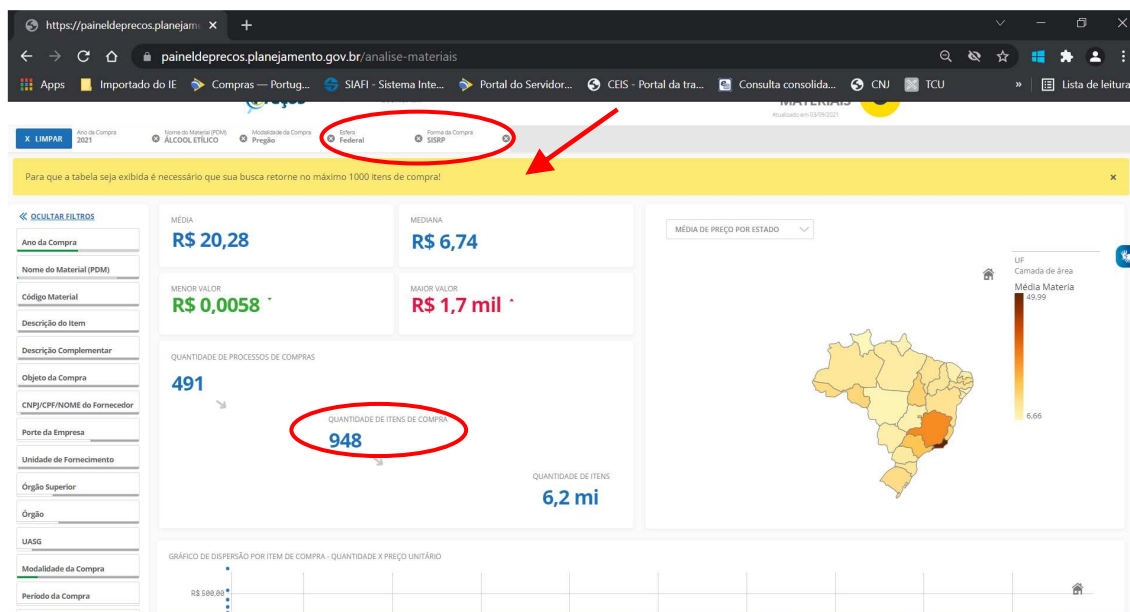 https://paineldeprecos.planejam
paineldeprecos.planejamento.gov.br/analise-materiais
Apps Importado do IE Compras — Portug... SIAFI - Sistema Inte... Portal do Servidor... CEIS - Portal da tra... Consulta consolida... CNJ TCU » Lista de leitura
Preços MATERIAIS
Atualizado em 03/09/2021
X LIMPAR
Ano da Compra
2021
Nome do Material (PDM)
ÁLCOOL ETÍLICO
Modalidade da Compra
Pregão
Esfera
Federal
Forma da Compra
SISRP
Para que a tabela seja exibida é necessário que sua busca retorne no máximo 1000 itens de compra!
OCULTAR FILTROS
Ano da Compra
Nome do Material (PDM)
Código Material
Descrição do Item
Descrição Complementar
Objeto da Compra
CNPJ/CPF/NOME do Fornecedor
Porte da Empresa
Unidade de Fornecimento
Órgão Superior
Órgão
UASG
Modalidade da Compra
Período da Compra
MÉDIA
R$ 20,28
MEDIANA
R$ 6,74
MENOR VALOR
R$ 0,0058
MAIOR VALOR
R$ 1,7 mil
QUANTIDADE DE PROCESSOS DE COMPRAS
491
QUANTIDADE DE ITENS DE COMPRA
948
QUANTIDADE DE ITENS
6,2 mi
MÉDIA DE PREÇO POR ESTADO
UF
Camada de área
Média Materia
49.99
6.66
GRÁFICO DE DISPERSÃO POR ITEM DE COMPRA - QUANTIDADE X PREÇO UNITÁRIO
R$ 500,00